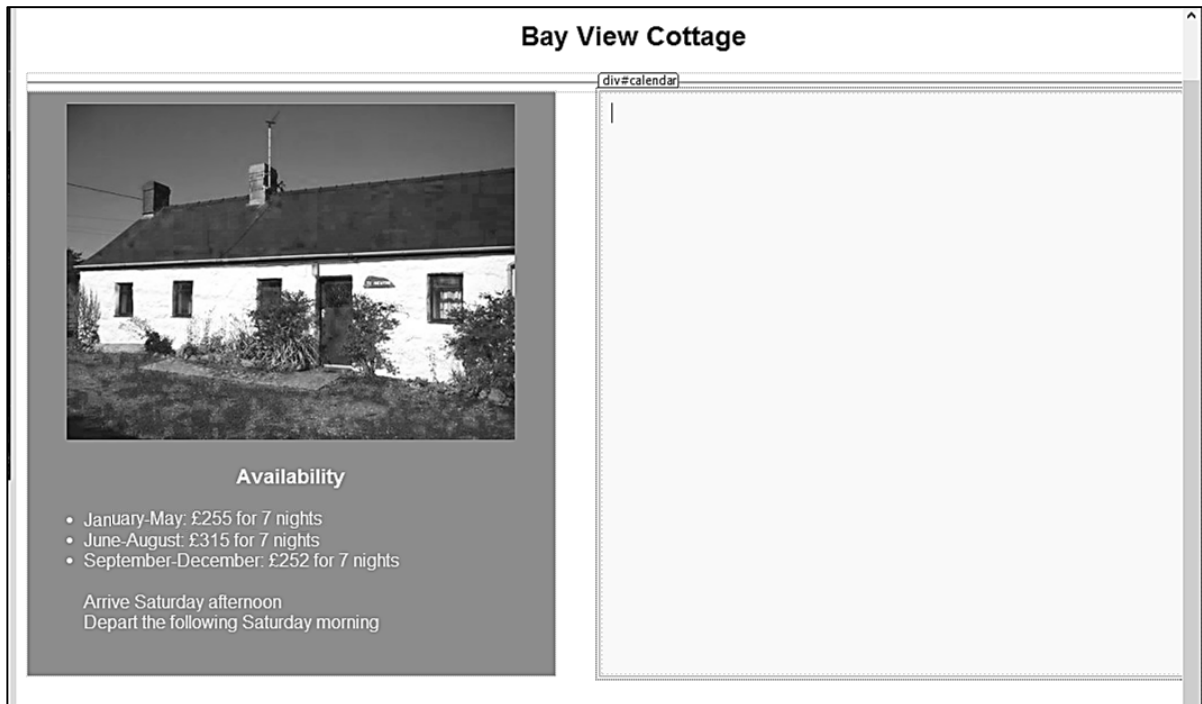 Bay View Cottage
div#calendar
Availability
• January-May: £255 for 7 nights
• June-August: £315 for 7 nights
• September-December: £252 for 7 nights
Arrive Saturday afternoon
Depart the following Saturday morning